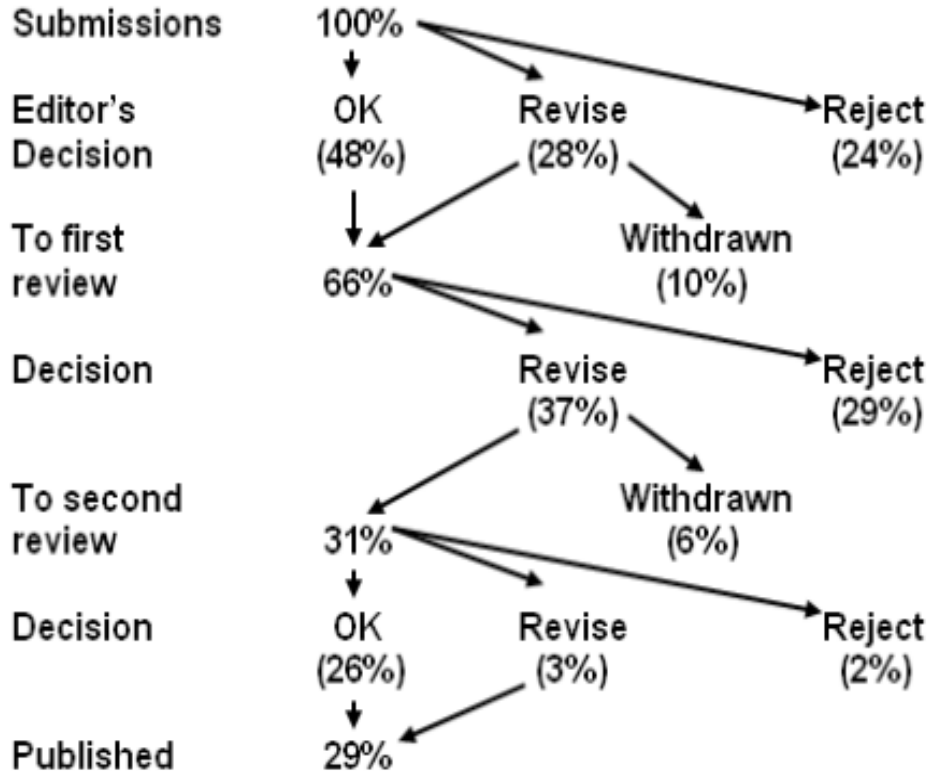 Submissions 100%
Editor's OK Revise Reject
Decision (48%) (28%) (24%)
To first Withdrawn
review 66% (10%)
Decision Revise Reject
(37%) (29%)
To second Withdrawn
review 31% (6%)
Decision OK Revise Reject
(26%) (3%) (2%)
Published 29%